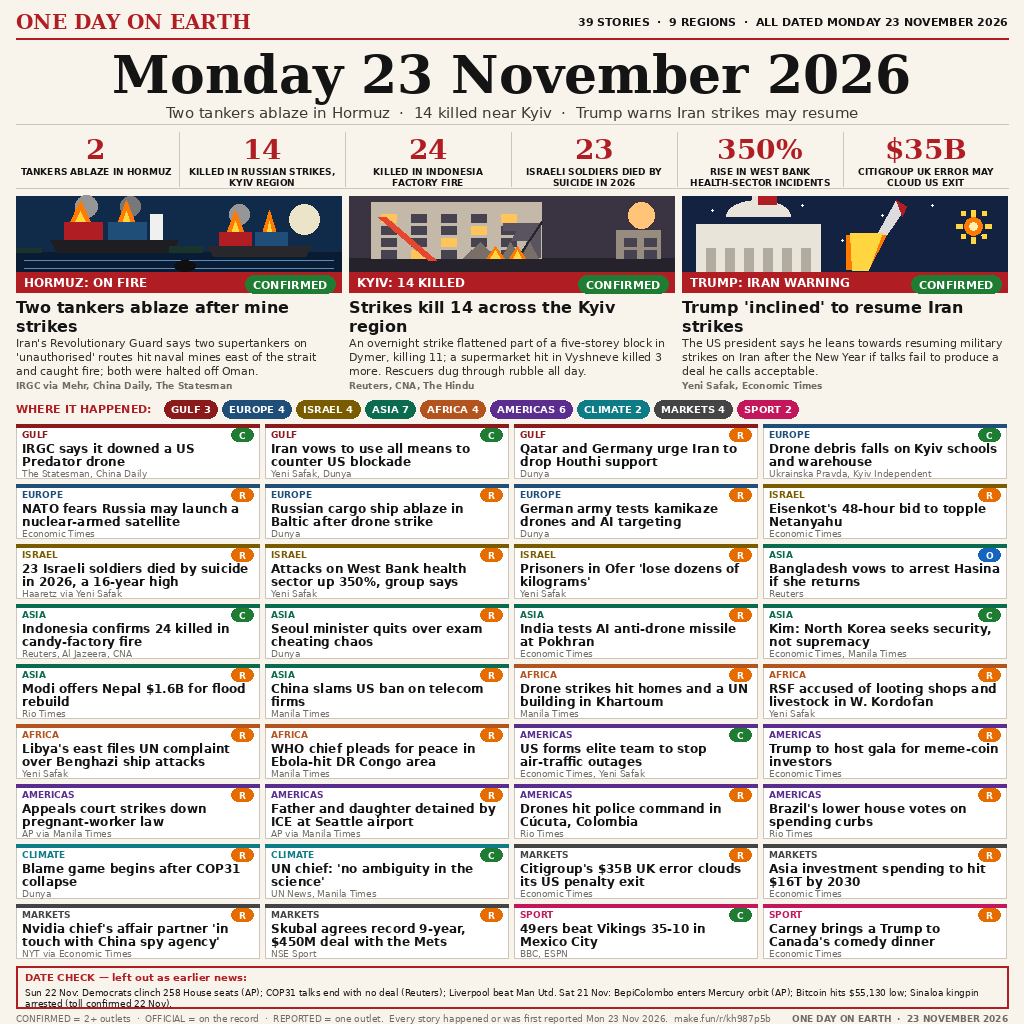 ONE DAY ON EARTH
39 STORIES · 9 REGIONS · ALL DATED MONDAY 23 NOVEMBER 2026
Monday 23 November 2026
Two tankers ablaze in Hormuz · 14 killed near Kyiv · Trump warns Iran strikes may resume
2
TANKERS ABLAZE IN HORMUZ
14
KILLED IN RUSSIAN STRIKES,
KYIV REGION
24
KILLED IN INDONESIA
FACTORY FIRE
23
ISRAELI SOLDIERS DIED BY
SUICIDE IN 2026
350%
RISE IN WEST BANK
HEALTH-SECTOR INCIDENTS
$35B
CITIGROUP UK ERROR MAY
CLOUD US EXIT
HORMUZ: ON FIRE
CONFIRMED
Two tankers ablaze after mine
strikes
Iran's Revolutionary Guard says two supertankers on
'unauthorised' routes hit naval mines east of the strait
and caught fire; both were halted off Oman.
IRGC via Mehr, China Daily, The Statesman
KYIV: 14 KILLED
CONFIRMED
Strikes kill 14 across the Kyiv
region
An overnight strike flattened part of a five-storey block in
Dymer, killing 11; a supermarket hit in Vyshneve killed 3
more. Rescuers dug through rubble all day.
Reuters, CNA, The Hindu
TRUMP: IRAN WARNING
CONFIRMED
Trump 'inclined' to resume Iran
strikes
The US president says he leans towards resuming military
strikes on Iran after the New Year if talks fail to produce a
deal he calls acceptable.
Yeni Safak, Economic Times
WHERE IT HAPPENED:
GULF 3
EUROPE 4
ISRAEL 4
ASIA 7
AFRICA 4
AMERICAS 6
CLIMATE 2
MARKETS 4
SPORT 2
GULF
C
IRGC says it downed a US
Predator drone
The Statesman, China Daily
GULF
C
Iran vows to use all means to
counter US blockade
Yeni Safak, Dunya
GULF
R
Qatar and Germany urge Iran to
drop Houthi support
Dunya
EUROPE
C
Drone debris falls on Kyiv schools
and warehouse
Ukrainska Pravda, Kyiv Independent
EUROPE
R
NATO fears Russia may launch a
nuclear-armed satellite
Economic Times
EUROPE
R
Russian cargo ship ablaze in
Baltic after drone strike
Dunya
EUROPE
R
German army tests kamikaze
drones and AI targeting
Dunya
ISRAEL
R
Eisenkot's 48-hour bid to topple
Netanyahu
Economic Times
ISRAEL
R
23 Israeli soldiers died by suicide
in 2026, a 16-year high
Haaretz via Yeni Safak
ISRAEL
R
Attacks on West Bank health
sector up 350%, group says
Yeni Safak
ISRAEL
R
Prisoners in Ofer 'lose dozens of
kilograms'
Yeni Safak
ASIA
O
Bangladesh vows to arrest Hasina
if she returns
Reuters
ASIA
C
Indonesia confirms 24 killed in
candy-factory fire
Reuters, Al Jazeera, CNA
ASIA
R
Seoul minister quits over exam
cheating chaos
Dunya
ASIA
R
India tests AI anti-drone missile
at Pokhran
Economic Times
ASIA
C
Kim: North Korea seeks security,
not supremacy
Economic Times, Manila Times
ASIA
R
Modi offers Nepal $1.6B for flood
rebuild
Rio Times
ASIA
R
China slams US ban on telecom
firms
Manila Times
AFRICA
R
Drone strikes hit homes and a UN
building in Khartoum
Manila Times
AFRICA
R
RSF accused of looting shops and
livestock in W. Kordofan
Yeni Safak
AFRICA
R
Libya's east files UN complaint
over Benghazi ship attacks
Yeni Safak
AFRICA
R
WHO chief pleads for peace in
Ebola-hit DR Congo area
Manila Times
AMERICAS
C
US forms elite team to stop
air-traffic outages
Economic Times, Yeni Safak
AMERICAS
R
Trump to host gala for meme-coin
investors
Economic Times
AMERICAS
R
Appeals court strikes down
pregnant-worker law
AP via Manila Times
AMERICAS
R
Father and daughter detained by
ICE at Seattle airport
AP via Manila Times
AMERICAS
R
Drones hit police command in
Cúcuta, Colombia
Rio Times
AMERICAS
R
Brazil's lower house votes on
spending curbs
Rio Times
CLIMATE
R
Blame game begins after COP31
collapse
Dunya
CLIMATE
C
UN chief: 'no ambiguity in the
science'
UN News, Manila Times
MARKETS
R
Citigroup's $35B UK error clouds
its US penalty exit
Economic Times
MARKETS
R
Asia investment spending to hit
$16T by 2030
Economic Times
MARKETS
R
Nvidia chief's affair partner 'in
touch with China spy agency'
NYT via Economic Times
MARKETS
R
Skubal agrees record 9-year,
$450M deal with the Mets
NSE Sport
SPORT
C
49ers beat Vikings 35-10 in
Mexico City
BBC, ESPN
SPORT
R
Carney brings a Trump to
Canada's comedy dinner
Economic Times
DATE CHECK — left out as earlier news:
Sun 22 Nov: Democrats clinch 258 House seats (AP); COP31 talks end with no deal (Reuters); Liverpool beat Man Utd. Sat 21 Nov: BepiColombo enters Mercury orbit (AP); Bitcoin hits $55,130 low; Sinaloa kingpin
arrested (toll confirmed 22 Nov).
CONFIRMED = 2+ outlets · OFFICIAL = on the record · REPORTED = one outlet. Every story happened or was first reported Mon 23 Nov 2026. make.fun/r/kh987p5b
ONE DAY ON EARTH · 23 NOVEMBER 2026